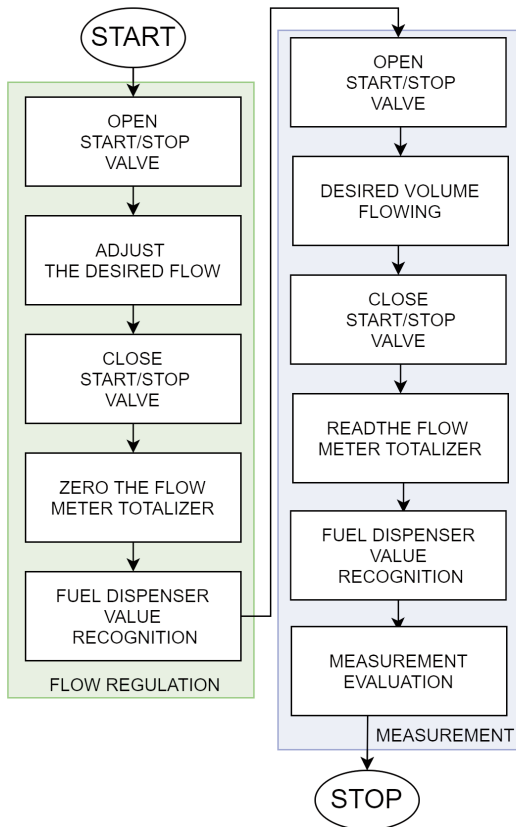 START
OPEN
START/STOP
VALVE
ADJUST
THE DESIRED FLOW
CLOSE
START/STOP
VALVE
ZERO THE FLOW
METER TOTALIZER
FUEL DISPENSER
VALUE
RECOGNITION
FLOW REGULATION
OPEN
START/STOP
VALVE
DESIRED VOLUME
FLOWING
CLOSE
START/STOP
VALVE
READTHE FLOW
METER TOTALIZER
FUEL DISPENSER
VALUE
RECOGNITION
MEASUREMENT
EVALUATION
MEASUREMENT
STOP